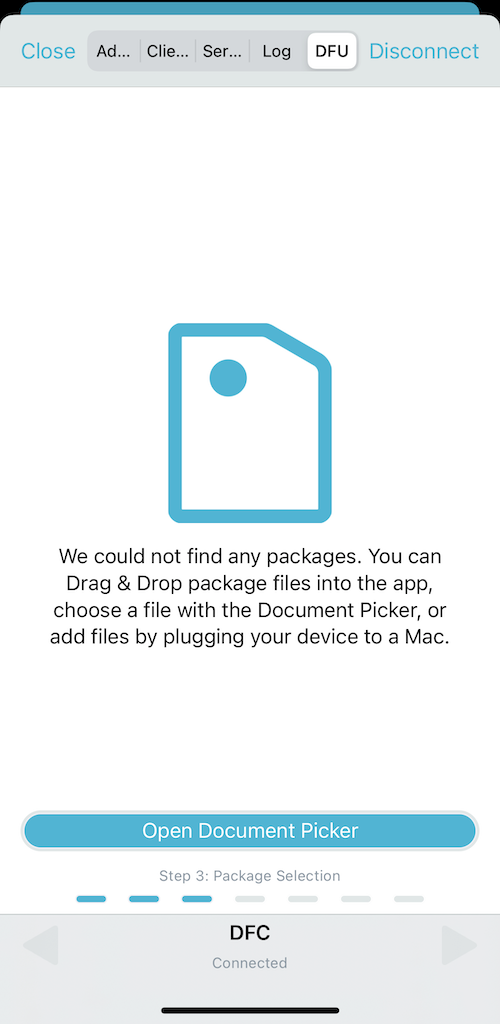 Close Ad... Clie... Ser... Log DFU Disconnect
We could not find any packages. You can
Drag & Drop package files into the app,
choose a file with the Document Picker, or
add files by plugging your device to a Mac.
Open Document Picker
Step 3: Package Selection
DFC
Connected